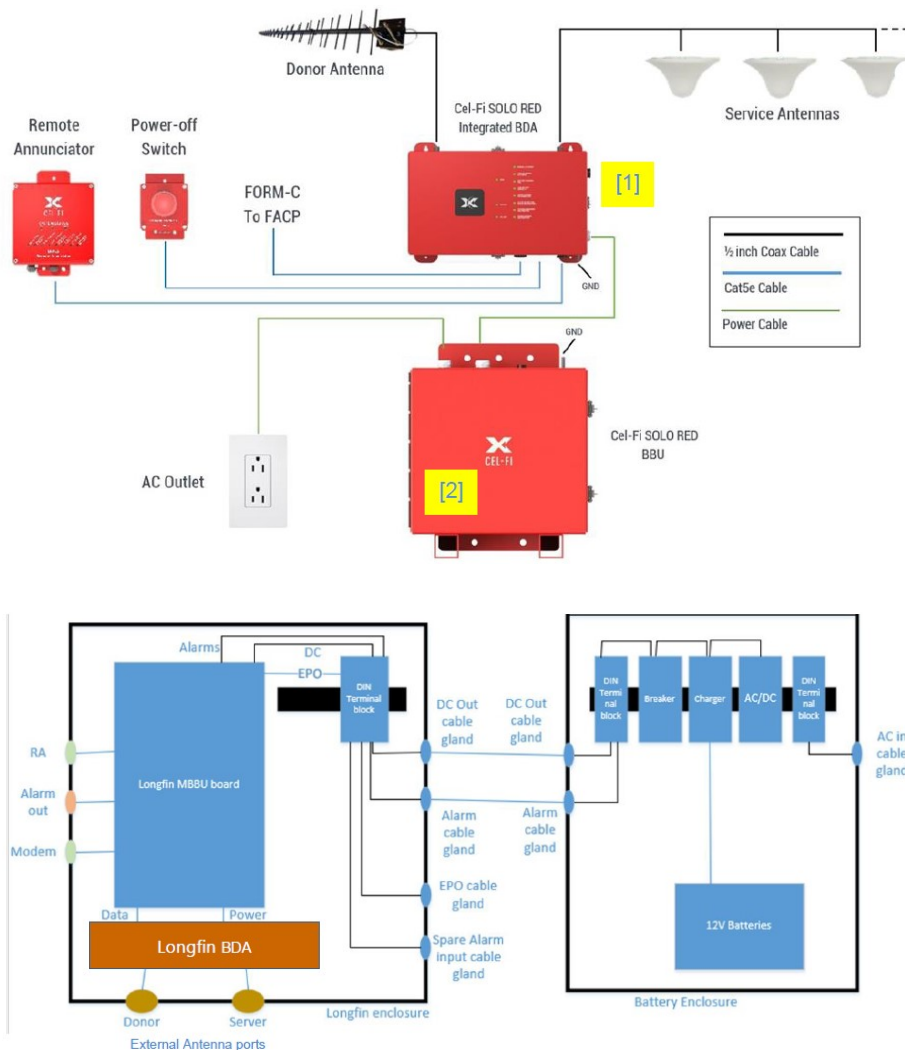 Donor Antenna
Cel-Fi SOLO RED
Integrated BDA
Service Antennas
Remote
Annunciator
Power-off
Switch
FORM-C
To FACP
[1]
CEL-FI
½ inch Coax Cable
Cat5e Cable
Power Cable
GND
GND
CEL-FI
Cel-Fi SOLO RED
BBU
AC Outlet
[2]
Alarms
DC
EPO
DIN
Terminal
block
Longfin MBBU board
RA
Alarm
out
Modem
DC Out
cable
gland
DC Out
cable
gland
Alarm
cable
gland
Alarm
cable
gland
EPO cable
gland
Spare Alarm
input cable
gland
Data
Power
Longfin BDA
Donor
Server
Longfin enclosure
External Antenna ports
DIN
Termi
nal
block
Breaker
Charger
AC/DC
DIN
Termi
nal
block
AC in
cable
gland
12V Batteries
Battery Enclosure